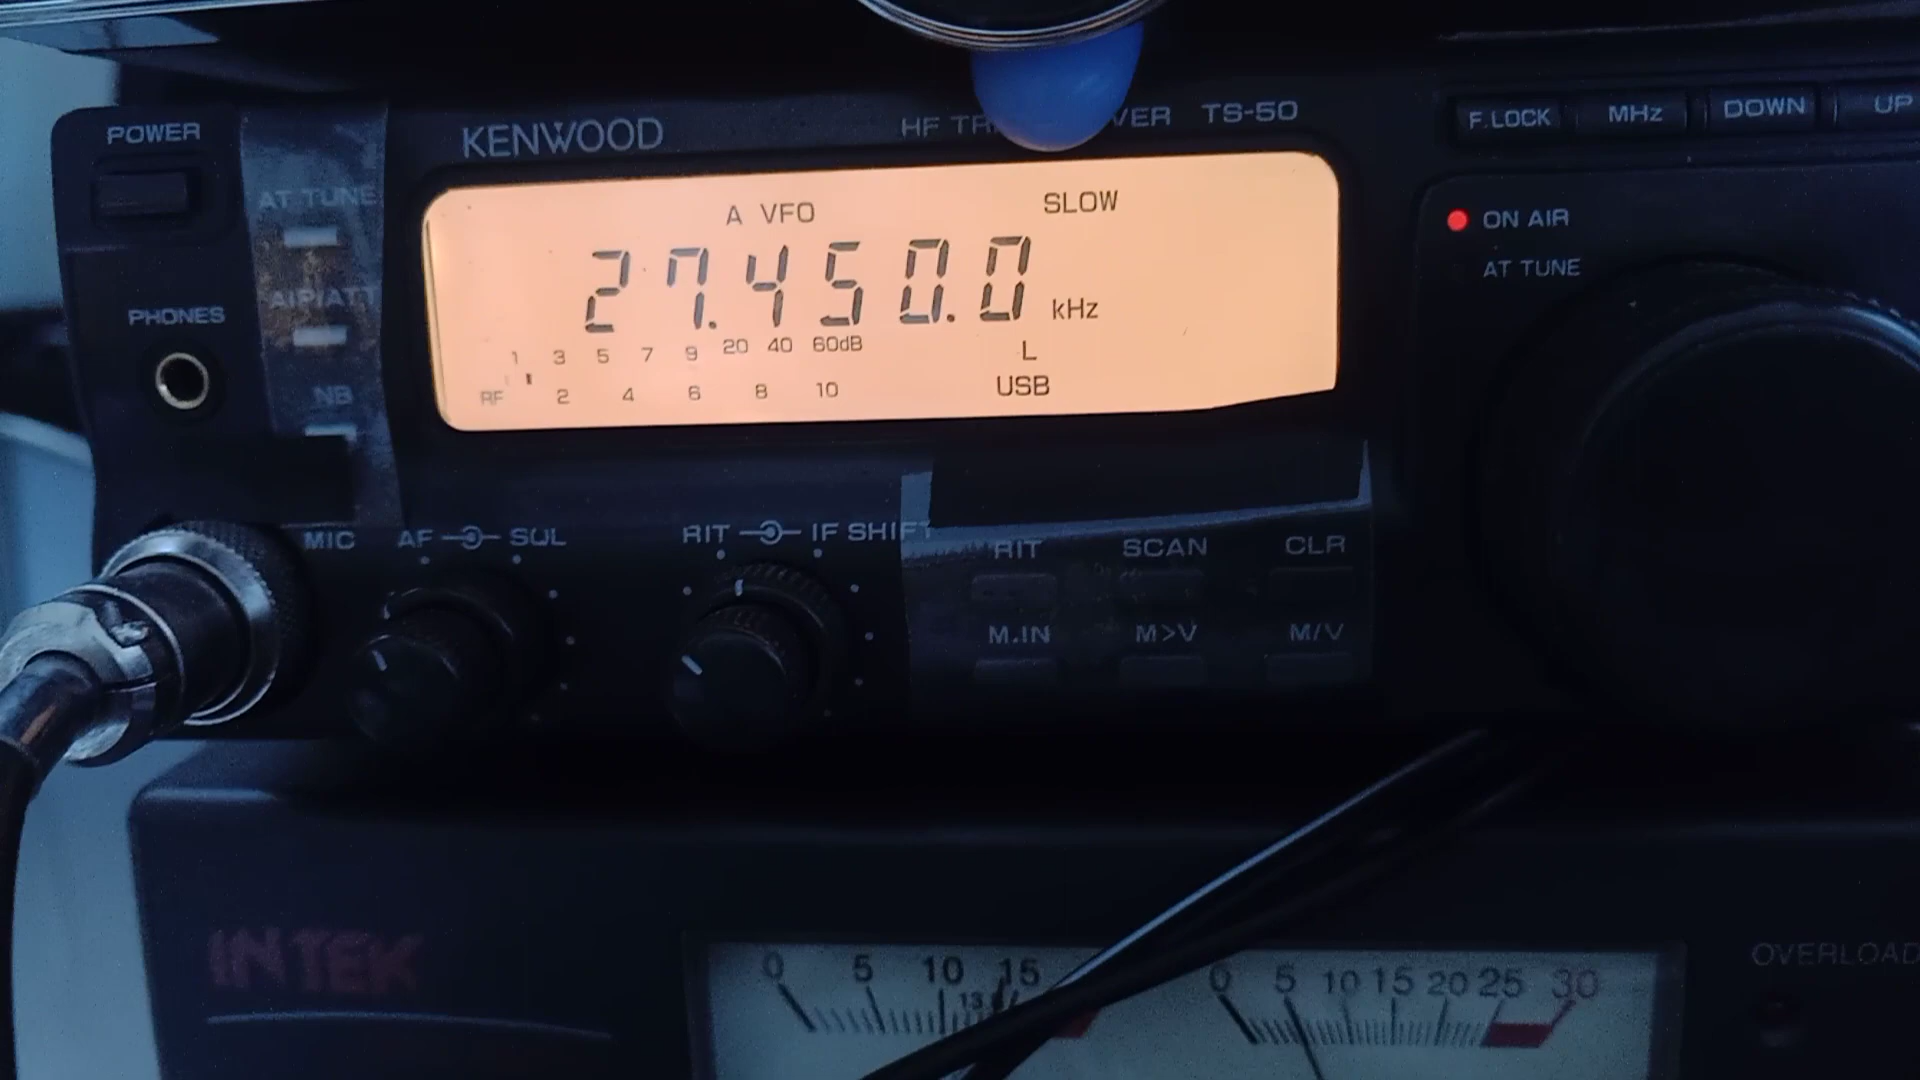 POWER
KENWOOD
TS-50
F.LOCK
MHz
DOWN
UP
AT TUNE
A VFO
SLOW
ON AIR
AT TUNE
27.450.0 kHz
AIP/ATT
PHONES
1 3 5 7 9 20 40 60dB
L
NB
RF 2 4 6 8 10
USB
MIC
AF
SQL
RIT
IF SHIFT
RIT
SCAN
CLR
M.IN
M>V
M/V
INTEK
0 5 10 15
0 5 10 15 20 25 30
OVERLOAD